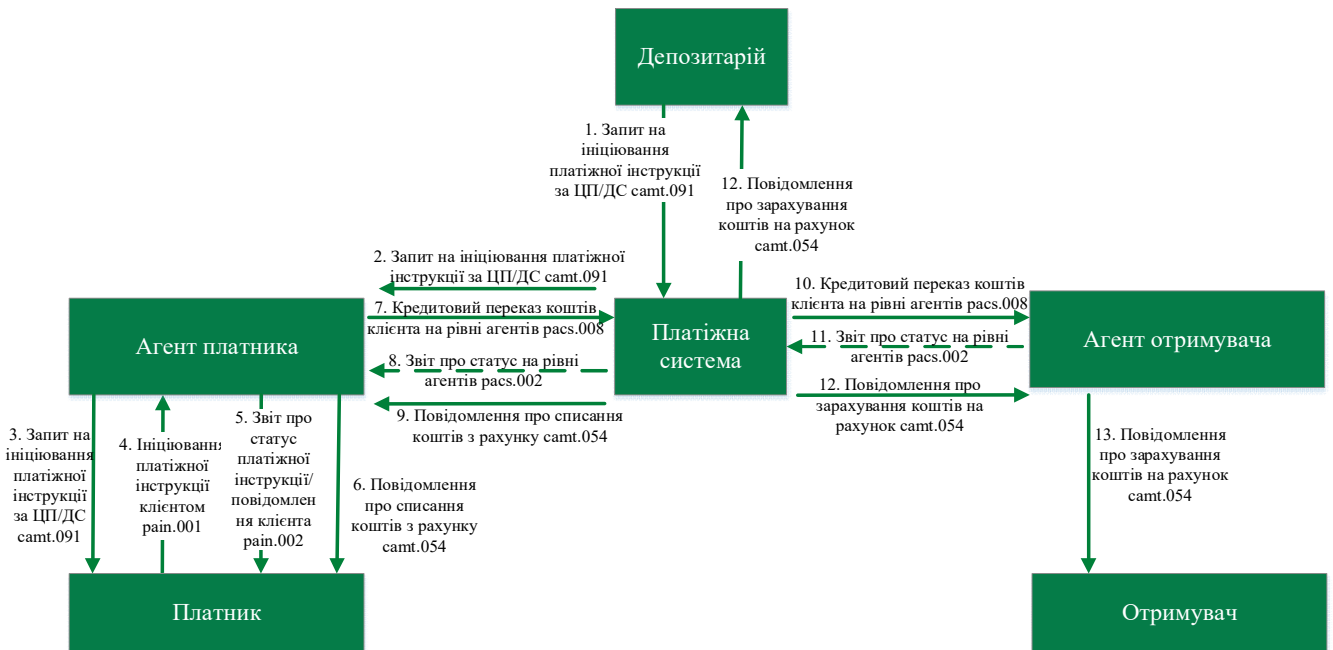 Депозитарій
1. Запит на
ініціювання
платіжної інструкції
за ЦП/ДС camt.091
12. Повідомлення
про зарахування
коштів на рахунок
camt.054
2. Запит на ініціювання платіжної
інструкції за ЦП/ДС camt.091
7. Кредитовий переказ коштів
клієнта на рівні агентів pacs.008
8. Звіт про статус на рівні
агентів pacs.002
9. Повідомлення про списання
коштів з рахунку camt.054
10. Кредитовий переказ коштів
клієнта на рівні агентів pacs.008
11. Звіт про статус на рівні
агентів pacs.002
12. Повідомлення про
зарахування коштів на
рахунок camt.054
Агент платника
Платіжна
система
Агент отримувача
3. Запит на
ініціювання
платіжної
інструкції
за ЦП/ДС
camt.091
4. Ініціювання
платіжної
інструкції
клієнтом
pain.001
5. Звіт про
статус
платіжної
інструкції/
повідомлен
ня клієнта
pain.002
6. Повідомлення
про списання
коштів з рахунку
camt.054
13. Повідомлення
про зарахування
коштів на рахунок
camt.054
Платник
Отримувач